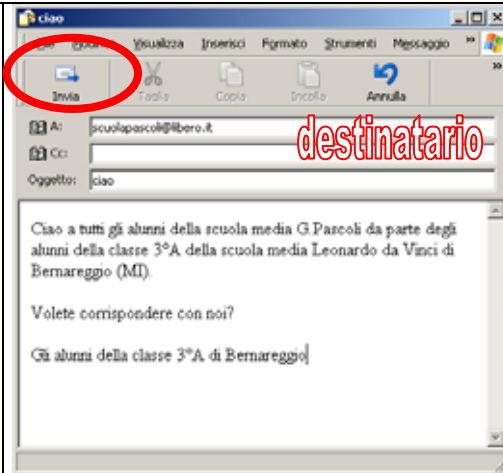 ciao
Visualizza Inserisci Formato Strumenti Messaggio »
Invia Taglia Copia Incolla Annulla »
A: scuolapascoli@libero.it
destinatario
Cc:
Oggetto: ciao
Ciao a tutti gli alunni della scuola media G.Pascoli da parte degli
alunni della classe 3°A della scuola media Leonardo da Vinci di
Bernareggio (MI).
Volete corrispondere con noi?
Gli alunni della classe 3°A di Bernareggio